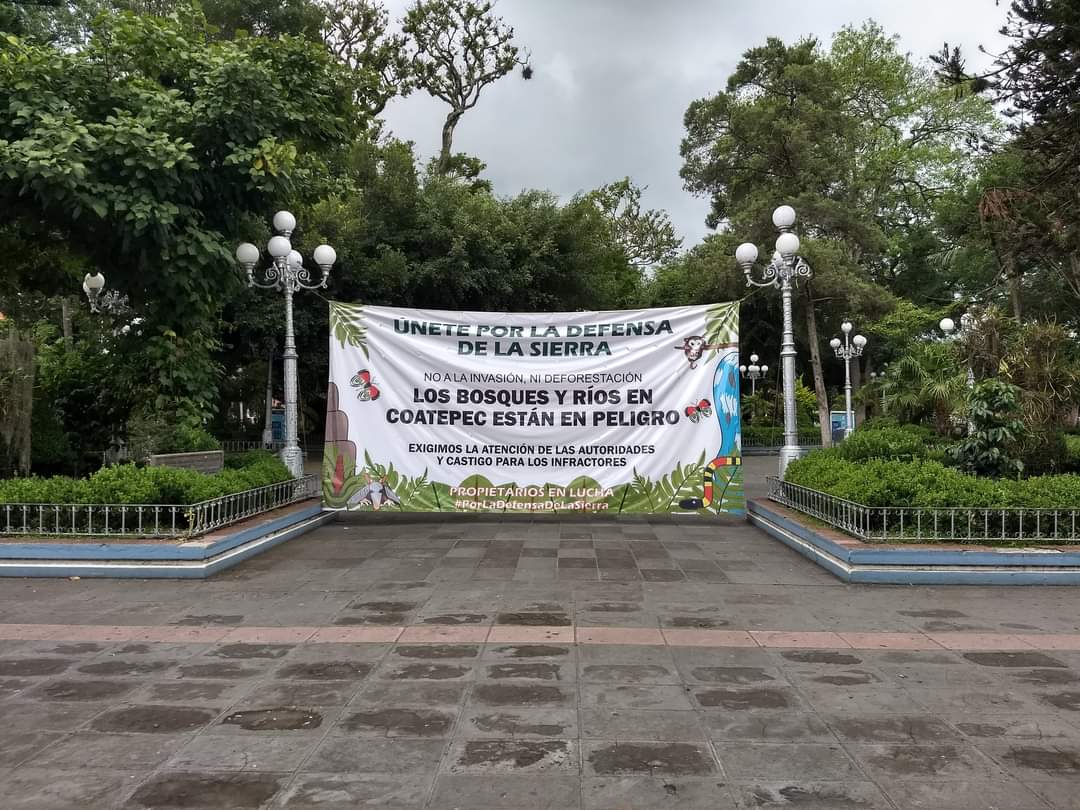 ÚNETE POR LA DEFENSA
DE LA SIERRA
NO A LA INVASIÓN, NI DEFORESTACIÓN
LOS BOSQUES Y RÍOS EN
COATEPEC ESTÁN EN PELIGRO
EXIGIMOS LA ATENCIÓN DE LAS AUTORIDADES
Y CASTIGO PARA LOS INFRACTORES
PROPIETARIOS EN LUCHA
#PorLaDefensaDeLaSierra